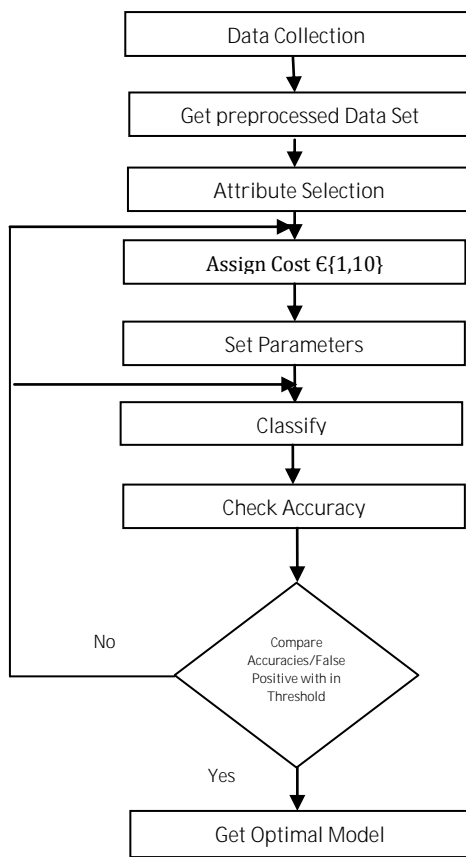 Data Collection
Get preprocessed Data Set
Attribute Selection
Assign Cost Є{1,10}
Set Parameters
Classify
Check Accuracy
No
Compare
Accuracies/False
Positive with in
Threshold
Yes
Get Optimal Model